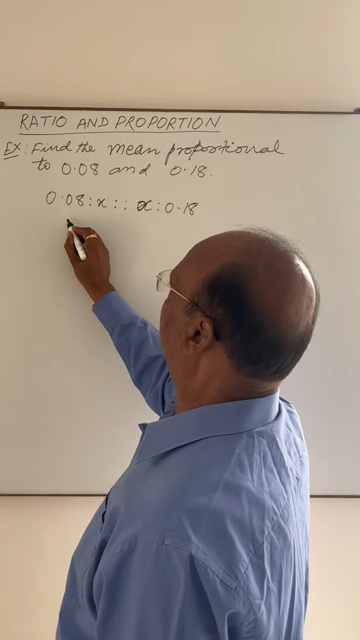 RATIO AND PROPORTION
EX: Find the mean proportional
to 0.08 and 0.18.
0.08 : x :: x : 0.18